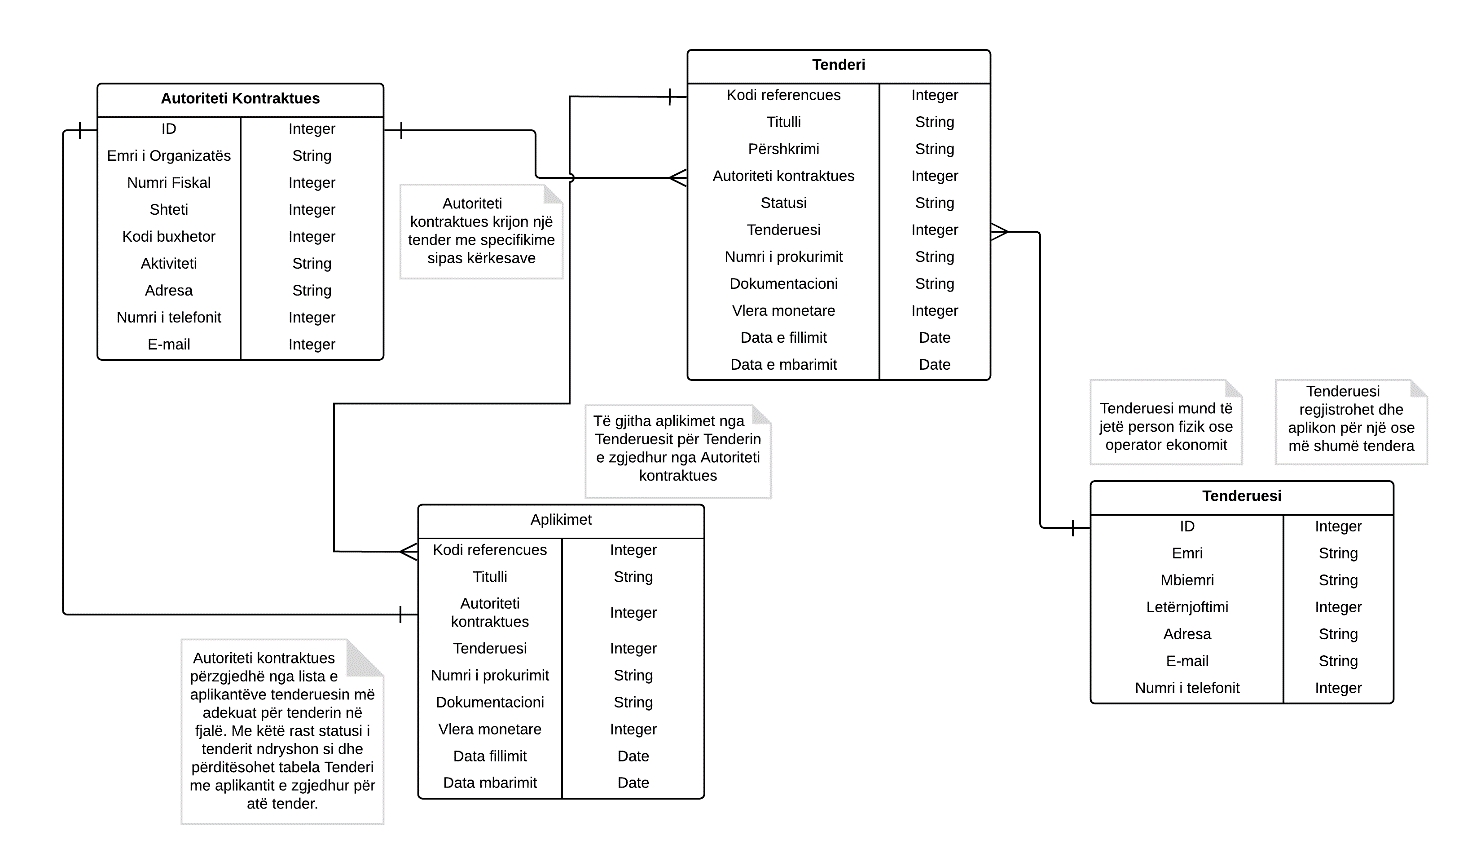 Autoriteti Kontraktues
ID Integer
Emri i Organizatës String
Numri Fiskal Integer
Shteti Integer
Kodi buxhetor Integer
Aktiviteti String
Adresa String
Numri i telefonit Integer
E-mail Integer
Autoriteti
kontraktues krijon një
tender me specifikime
sipas kërkesave
Tenderi
Kodi referencues Integer
Titulli String
Përshkrimi String
Autoriteti kontraktues Integer
Statusi String
Tenderuesi Integer
Numri i prokurimit String
Dokumentacioni String
Vlera monetare Integer
Data e fillimit Date
Data e mbarimit Date
Të gjitha aplikimet nga
Tenderuesit për Tenderin
e zgjedhur nga Autoriteti
kontraktues
Tenderuesi mund të
jetë person fizik ose
operator ekonomit
Tenderuesi
regjistrohet dhe
aplikon për një ose
më shumë tendera
Aplikimet
Kodi referencues Integer
Titulli String
Autoriteti
kontraktues Integer
Tenderuesi Integer
Numri i prokurimit String
Dokumentacioni String
Vlera monetare Integer
Data fillimit Date
Data mbarimit Date
Tenderuesi
ID Integer
Emri String
Mbiemri String
Letërnjoftimi Integer
Adresa String
E-mail String
Numri i telefonit Integer
Autoriteti kontraktues
përzgjedhë nga lista e
aplikantëve tenderuesin më
adekuat për tenderin në
fjalë. Me këtë rast statusi i
tenderit ndryshon si dhe
përditësohet tabela Tenderi
me aplikantit e zgjedhur për
atë tender.